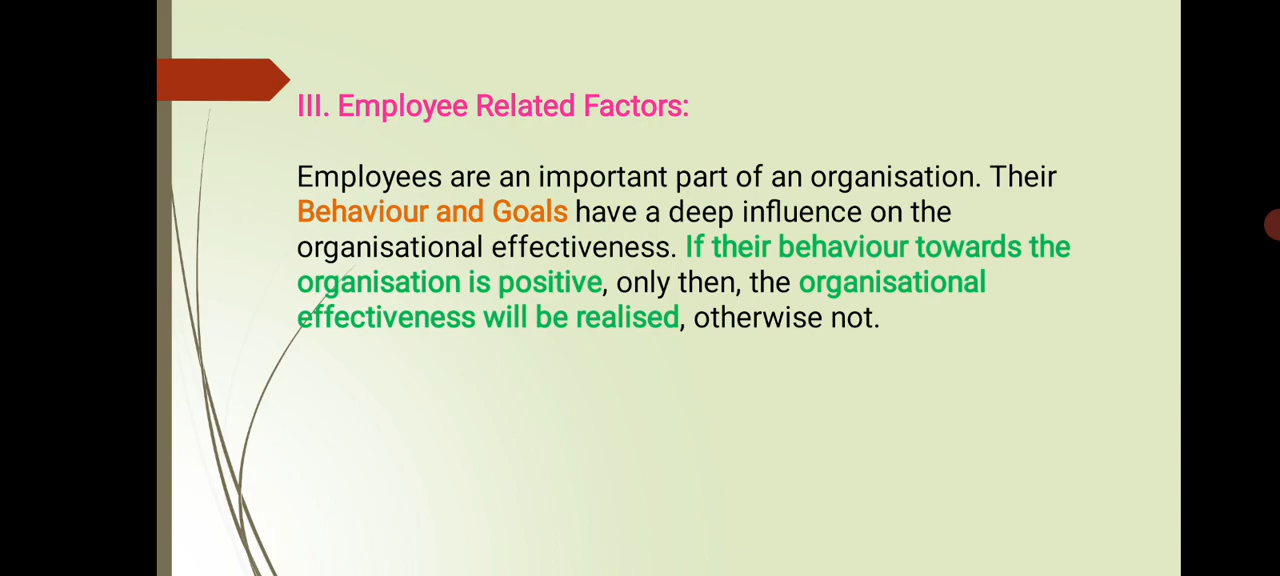 III. Employee Related Factors:
Employees are an important part of an organisation. Their
Behaviour and Goals have a deep influence on the
organisational effectiveness. If their behaviour towards the
organisation is positive, only then, the organisational
effectiveness will be realised, otherwise not.